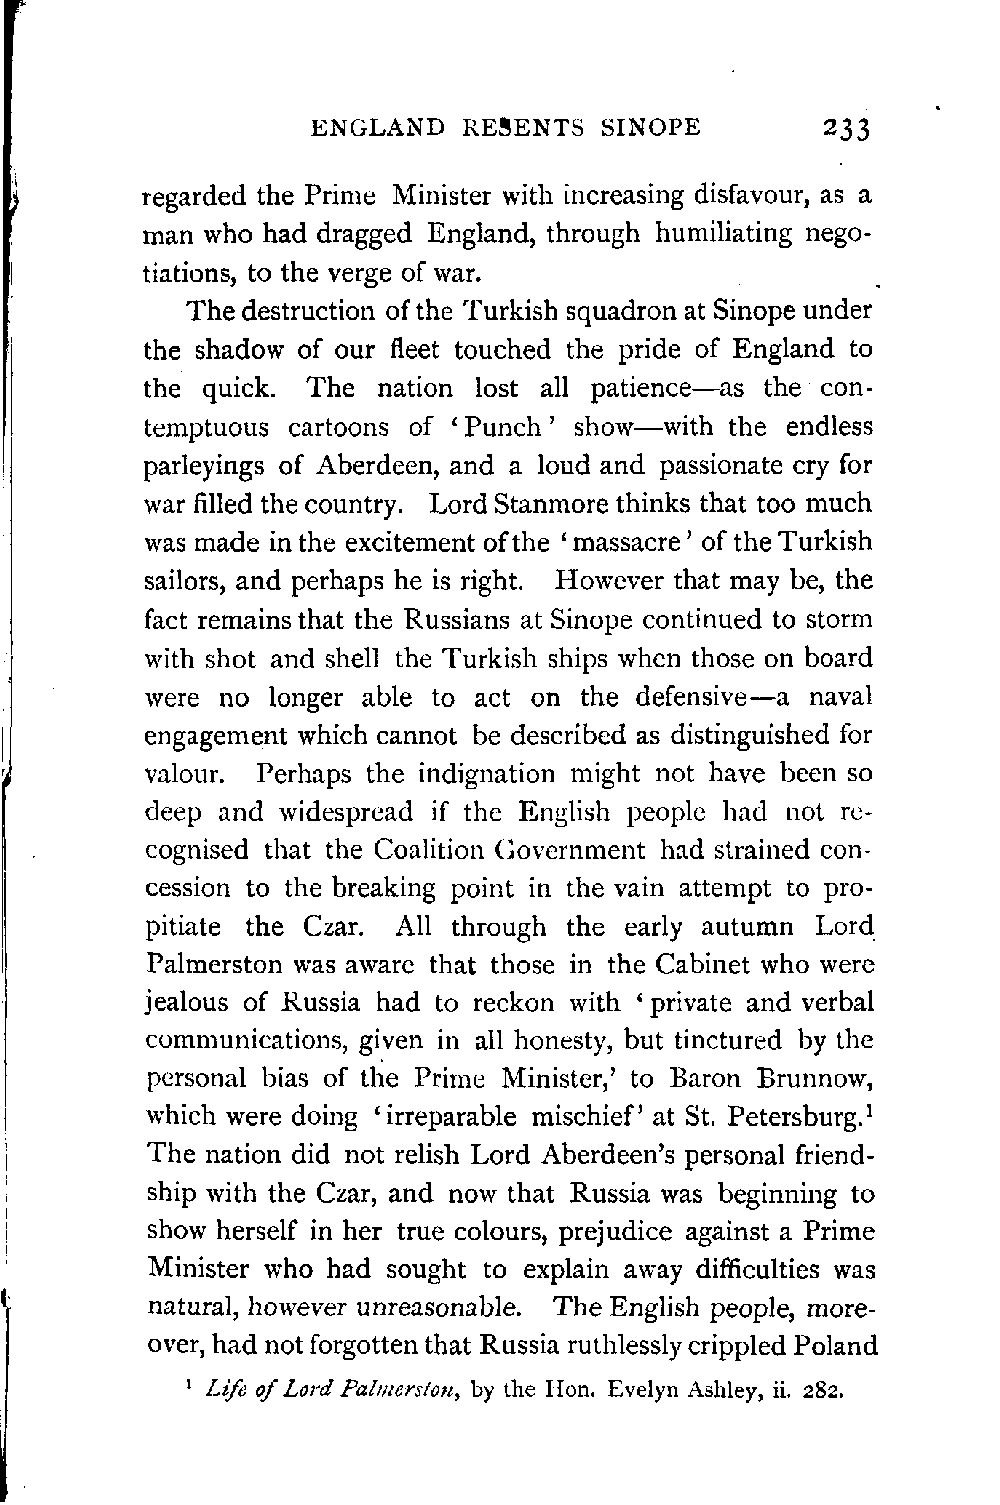 ENGLAND RESENTS SINOPE 233
regarded the Prime Minister with increasing disfavour, as a
man who had dragged England, through humiliating nego-
tiations, to the verge of war.
The destruction of the Turkish squadron at Sinope under
the shadow of our fleet touched the pride of England to
the quick. The nation lost all patience—as the con-
temptuous cartoons of ‘Punch’ show—with the endless
parleyings of Aberdeen, and a loud and passionate cry for
war filled the country. Lord Stanmore thinks that too much
was made in the excitement of the ‘massacre’ of the Turkish
sailors, and perhaps he is right. However that may be, the
fact remains that the Russians at Sinope continued to storm
with shot and shell the Turkish ships when those on board
were no longer able to act on the defensive—a naval
engagement which cannot be described as distinguished for
valour. Perhaps the indignation might not have been so
deep and widespread if the English people had not re-
cognised that the Coalition Government had strained con-
cession to the breaking point in the vain attempt to pro-
pitiate the Czar. All through the early autumn Lord
Palmerston was aware that those in the Cabinet who were
jealous of Russia had to reckon with ‘private and verbal
communications, given in all honesty, but tinctured by the
personal bias of the Prime Minister,’ to Baron Brunnow,
which were doing ‘irreparable mischief’ at St. Petersburg.¹
The nation did not relish Lord Aberdeen’s personal friend-
ship with the Czar, and now that Russia was beginning to
show herself in her true colours, prejudice against a Prime
Minister who had sought to explain away difficulties was
natural, however unreasonable. The English people, more-
over, had not forgotten that Russia ruthlessly crippled Poland
¹ Life of Lord Palmerston, by the Hon. Evelyn Ashley, ii. 282.